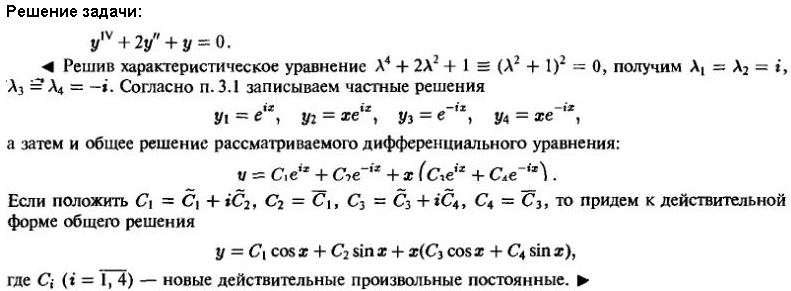 Решение задачи:
y^IV + 2y″ + y = 0.
◄ Решив характеристическое уравнение λ⁴ + 2λ² + 1 ≡ (λ² + 1)² = 0, получим λ₁ = λ₂ = i,
λ₃ = λ₄ = −i. Согласно п. 3.1 записываем частные решения
y₁ = e^{ix}, y₂ = xe^{ix}, y₃ = e^{−ix}, y₄ = xe^{−ix},
а затем и общее решение рассматриваемого дифференциального уравнения:
y = C₁e^{ix} + C₂e^{−ix} + x (C₃e^{ix} + C₄e^{−ix}).
Если положить C₁ = C̃₁ + iC̃₂, C₂ = C̅₁, C₃ = C̃₃ + iC̃₄, C₄ = C̅₃, то придем к действительной
форме общего решения
y = C₁ cos x + C₂ sin x + x(C₃ cos x + C₄ sin x),
где Cᵢ (i = 1, 4) — новые действительные произвольные постоянные. ►